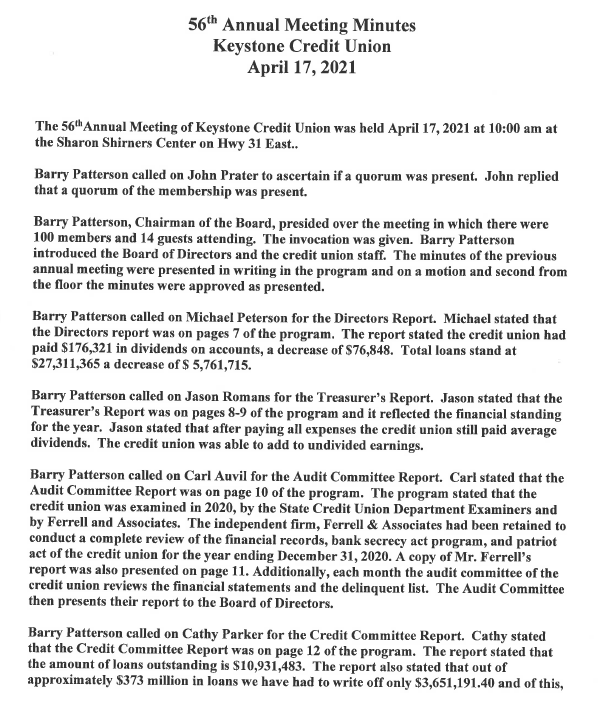 56th Annual Meeting Minutes
Keystone Credit Union
April 17, 2021
The 56th Annual Meeting of Keystone Credit Union was held April 17, 2021 at 10:00 am at
the Sharon Shirners Center on Hwy 31 East..
Barry Patterson called on John Prater to ascertain if a quorum was present. John replied
that a quorum of the membership was present.
Barry Patterson, Chairman of the Board, presided over the meeting in which there were
100 members and 14 guests attending. The invocation was given. Barry Patterson
introduced the Board of Directors and the credit union staff. The minutes of the previous
annual meeting were presented in writing in the program and on a motion and second from
the floor the minutes were approved as presented.
Barry Patterson called on Michael Peterson for the Directors Report. Michael stated that
the Directors report was on pages 7 of the program. The report stated the credit union had
paid $176,321 in dividends on accounts, a decrease of $76,848. Total loans stand at
$27,311,365 a decrease of $ 5,761,715.
Barry Patterson called on Jason Romans for the Treasurer's Report. Jason stated that the
Treasurer's Report was on pages 8-9 of the program and it reflected the financial standing
for the year. Jason stated that after paying all expenses the credit union still paid average
dividends. The credit union was able to add to undivided earnings.
Barry Patterson called on Carl Auvil for the Audit Committee Report. Carl stated that the
Audit Committee Report was on page 10 of the program. The program stated that the
credit union was examined in 2020, by the State Credit Union Department Examiners and
by Ferrell and Associates. The independent firm, Ferrell & Associates had been retained to
conduct a complete review of the financial records, bank secrecy act program, and patriot
act of the credit union for the year ending December 31, 2020. A copy of Mr. Ferrell's
report was also presented on page 11. Additionally, each month the audit committee of the
credit union reviews the financial statements and the delinquent list. The Audit Committee
then presents their report to the Board of Directors.
Barry Patterson called on Cathy Parker for the Credit Committee Report. Cathy stated
that the Credit Committee Report was on page 12 of the program. The report stated that
the amount of loans outstanding is $10,931,483. The report also stated that out of
approximately $373 million in loans we have had to write off only $3,651,191.40 and of this,